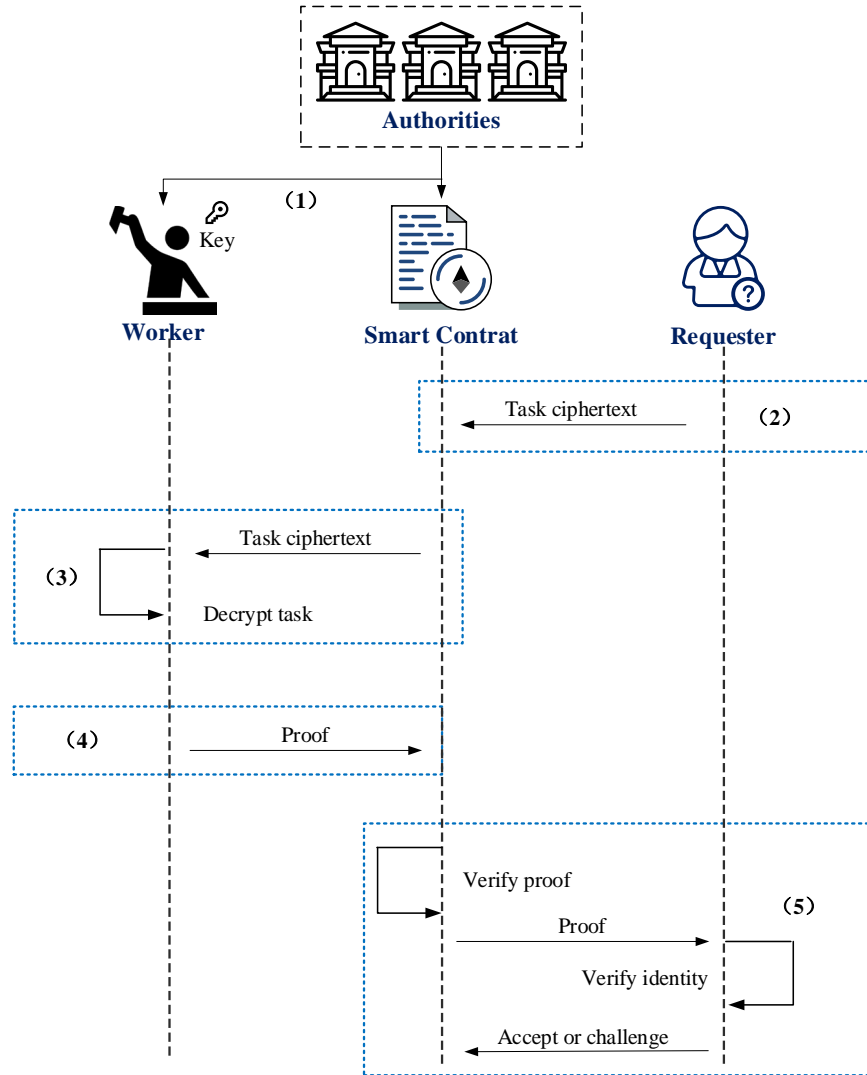 Authorities
（1）
Key
Worker
Smart Contrat
Requester
Task ciphertext
（2）
Task ciphertext
（3）
Decrypt task
（4）
Proof
Verify proof
（5）
Proof
Verify identity
Accept or challenge
?